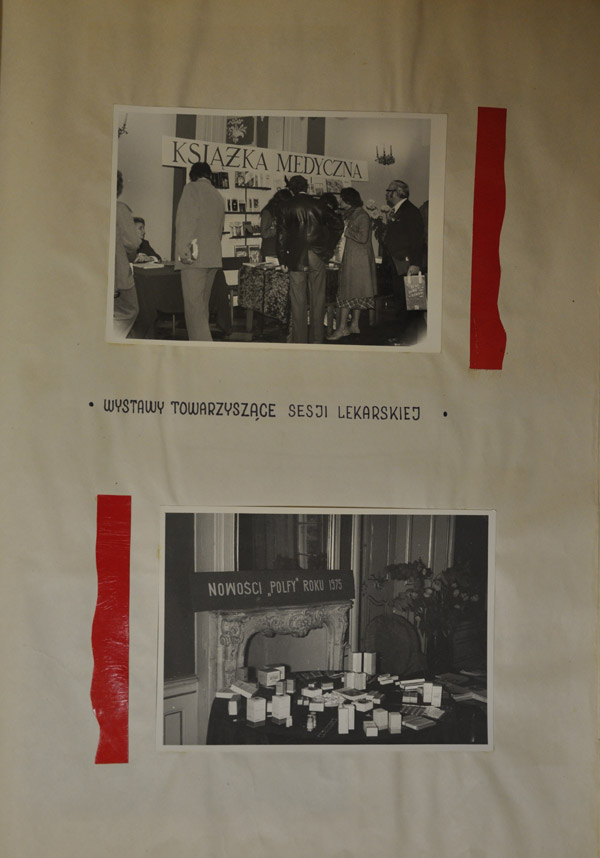 KSIĄŻKA MEDYCZNA
• WYSTAWY TOWARZYSZĄCE SESJI LEKARSKIEJ •
NOWOŚCI „POLFY" ROKU 1975